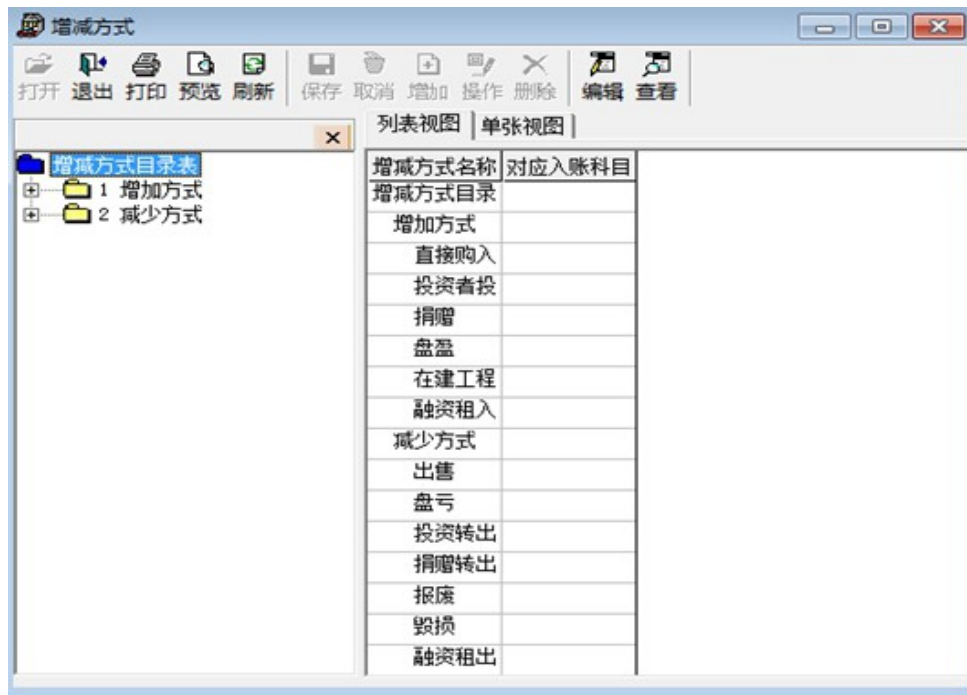 增减方式
打开 退出 打印 预览 刷新 保存 取消 增加 操作 删除 编辑 查看
列表视图 单张视图
增减方式目录表
1 增加方式
2 减少方式
增减方式名称 对应入账科目
增减方式目录
增加方式
直接购入
投资者投
捐赠
盘盈
在建工程
融资租入
减少方式
出售
盘亏
投资转出
捐赠转出
报废
毁损
融资租出